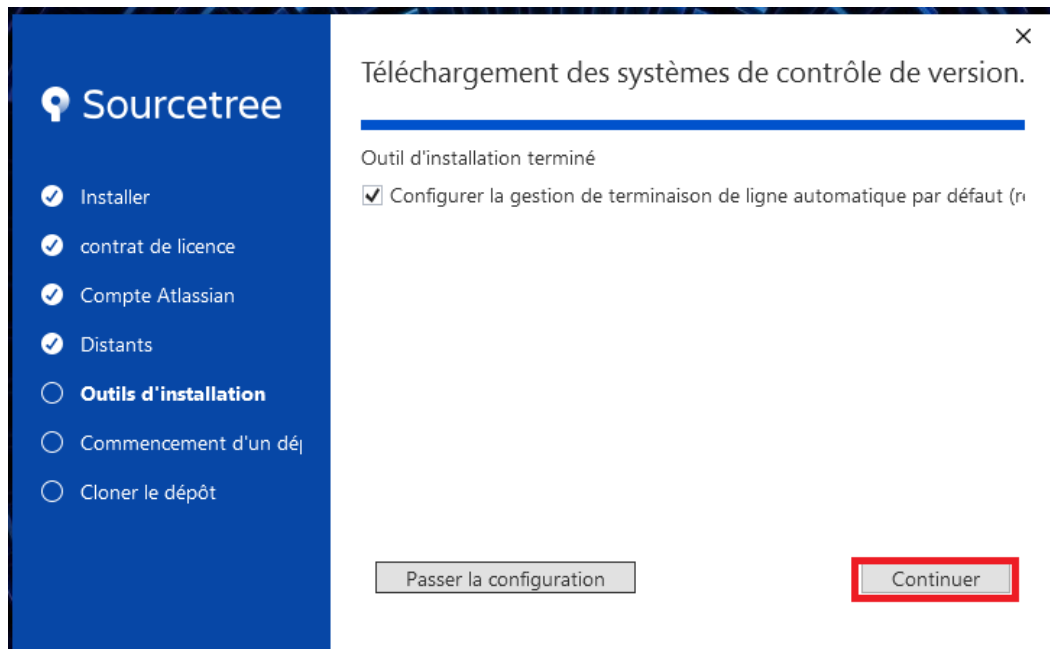 Sourcetree
Installer
contrat de licence
Compte Atlassian
Distants
Outils d'installation
Commencement d'un
Cloner le dépôt
Téléchargement des systèmes de contrôle de version.
Outil d'installation terminé
Configurer la gestion de terminaison de ligne automatique par défaut
Passer la configuration
Continuer